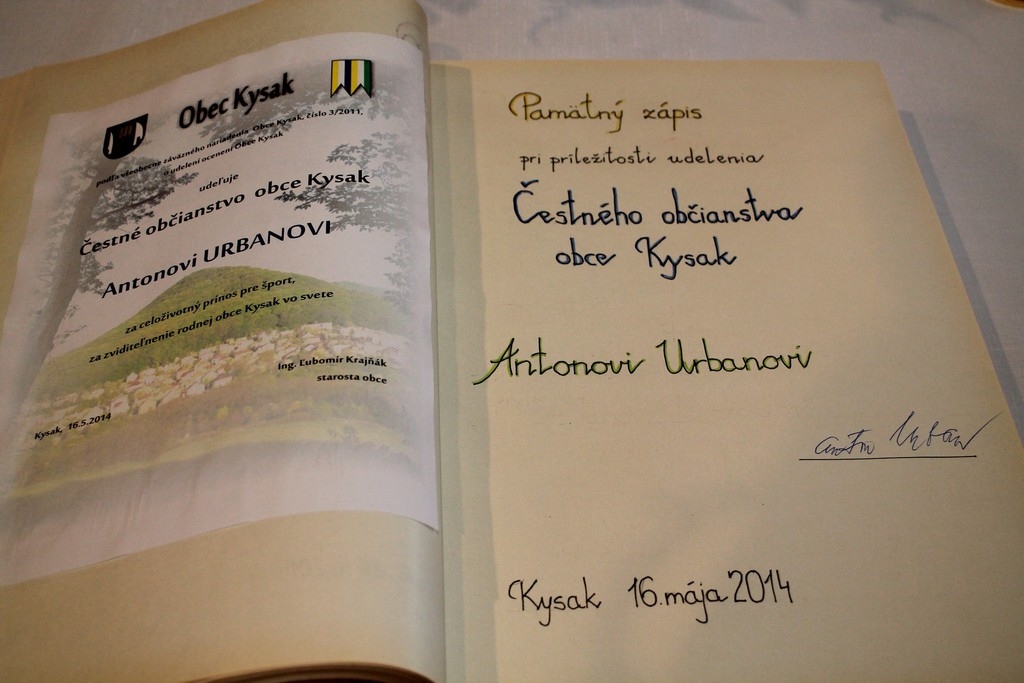 Obec Kysak
podľa všeobecne záväzného nariadenia Obce Kysak, číslo 3/2011,
o udelení ocenení Obce Kysak
udeľuje
Čestné občianstvo obce Kysak
Antonovi URBANOVI
za celoživotný prínos pre šport,
za zviditeľnenie rodnej obce Kysak vo svete
Ing. Ľubomír Krajňák
starosta obce
Kysak, 16.5.2014
Pamätný zápis
pri príležitosti udelenia
Čestného občianstva
obce Kysak
Antonovi Urbanovi
Anton Urban
Kysak 16.mája 2014